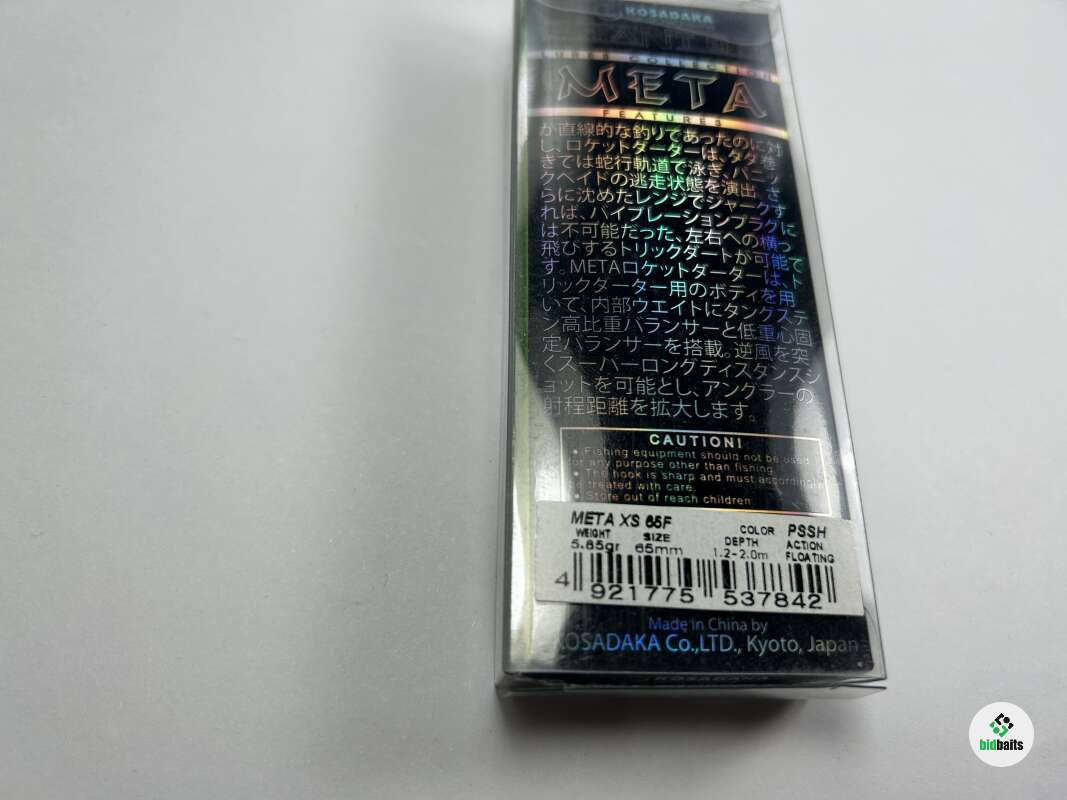 KOSADAKA
LURES COLLECTION
META
FEATURES
が直線的な釣りであったのに対
し、ロケットダーターは、タダ巻
きでは蛇行軌道で泳ぎ、パニッ
クベイドの逃走状態を演出。さ
らに沈めたレンジでシャークす
れば、バイブレーションプラグに
は不可能だった、左右への横っ
飛びするトリックダートが可能で
す。METAロケットダーターは、ト
リックダーター用のボディを用
いて、内部ウエイトにタングステ
ン高比重バランサーと低重心固
定バランサーを搭載。逆風を突
くスーパーロングディスタンスシ
ョットを可能とし、アングラーの
射程距離を拡大します。
CAUTION!
• Fishing equipment should not be used
for any purpose other than fishing.
• The hook is sharp and must accordingly
be treated with care.
• Store out of reach children.
META XS 65F COLOR PSSH
WEIGHT SIZE DEPTH ACTION
5.65gr 65mm 1.2-2.0m FLOATING
4 921775 537842
Made in China by
KOSADAKA Co.,LTD., Kyoto, Japan
KOSADAKA
bidbaits